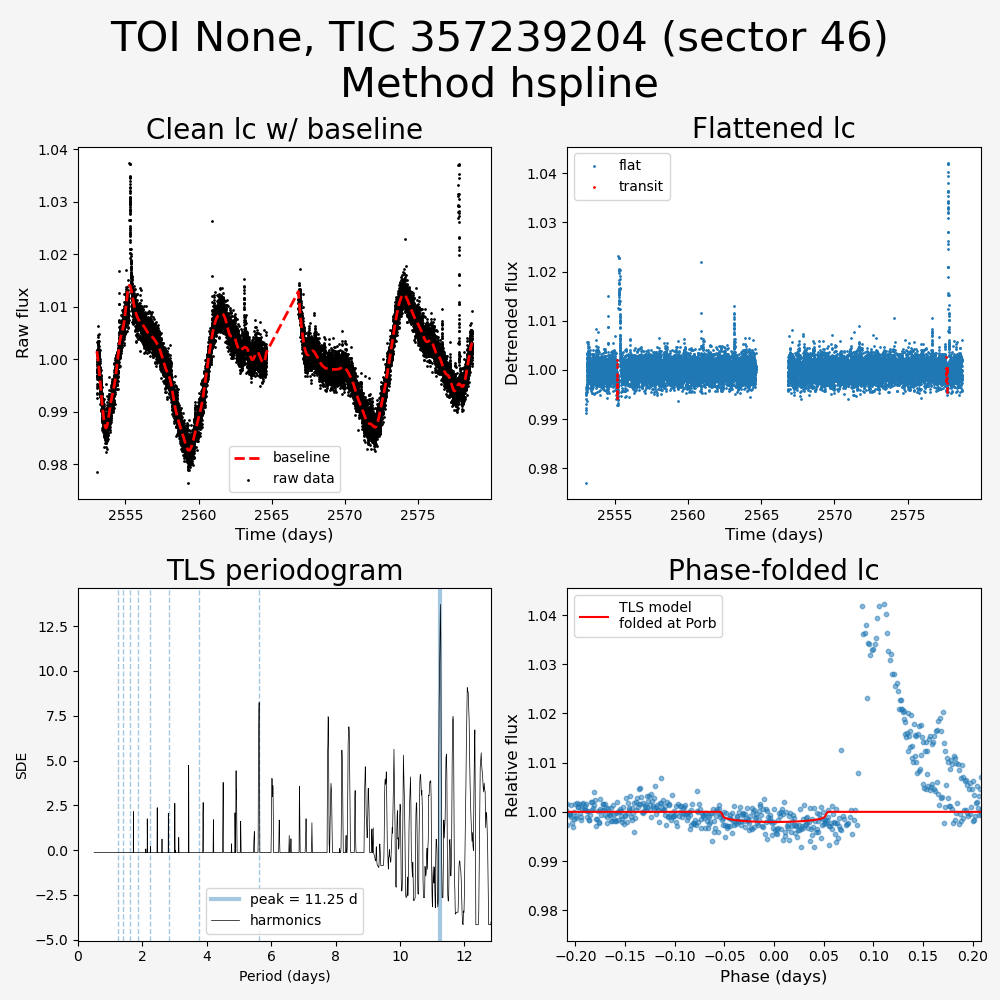 TOI None, TIC 357239204 (sector 46)
Method hspline
Clean lc w/ baseline
Raw flux
1.04
1.03
1.02
1.01
1.00
0.99
0.98
baseline
raw data
2555
2560
2565
2570
2575
Time (days)
Flattened lc
Detrended flux
1.04
1.03
1.02
1.01
1.00
0.99
0.98
flat
transit
2555
2560
2565
2570
2575
Time (days)
TLS periodogram
SDE
12.5
10.0
7.5
5.0
2.5
0.0
−2.5
−5.0
peak = 11.25 d
harmonics
0
2
4
6
8
10
12
Period (days)
Phase-folded lc
Relative flux
1.04
1.03
1.02
1.01
1.00
0.99
0.98
TLS model
folded at Porb
−0.20
−0.15
−0.10
−0.05
0.00
0.05
0.10
0.15
0.20
Phase (days)